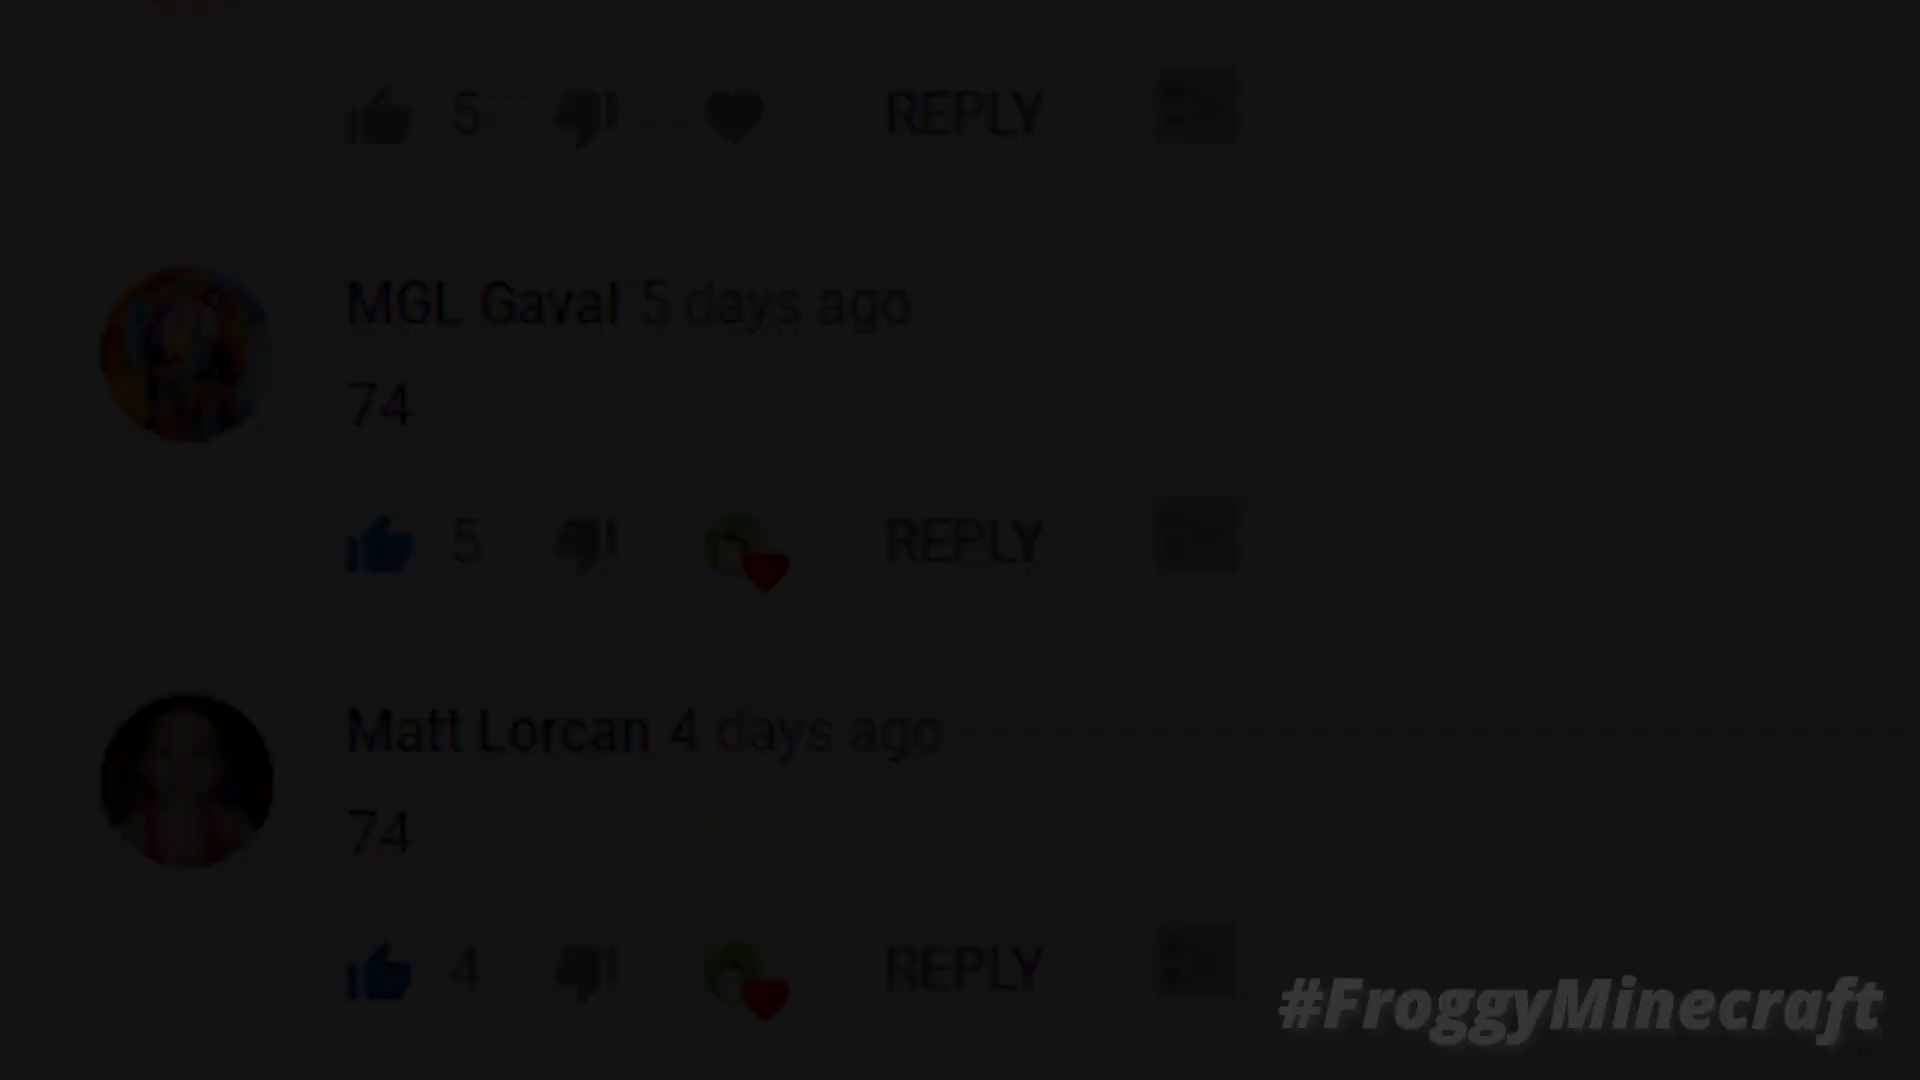 5 REPLY
MGL Gaval 5 days ago
74
5 REPLY
Matt Lorcan 4 days ago
74
4 REPLY
#FroggyMinecraft